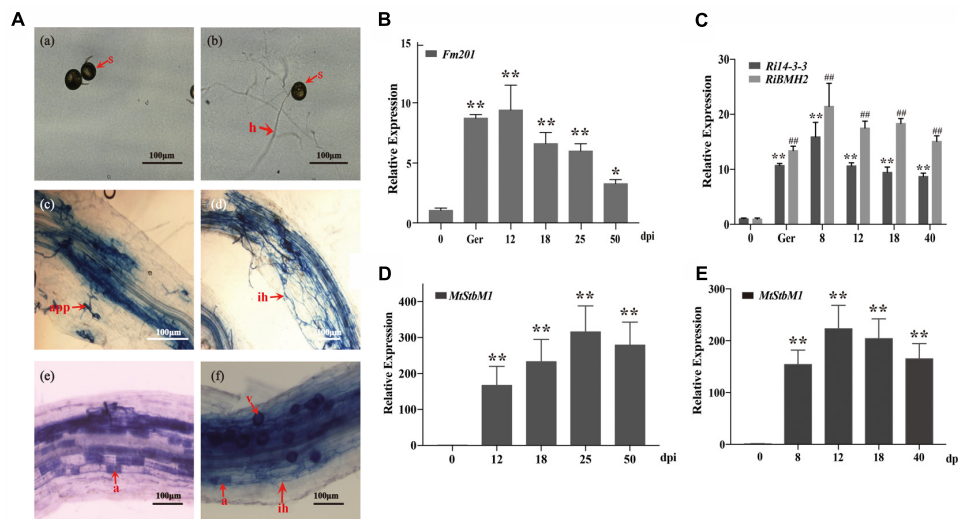 A
(a)
s
100μm
(b)
s
h
100μm
(c)
app
100μm
(d)
ih
100μm
(e)
a
100μm
(f)
v
a
ih
100μm
B
Fm201
Relative Expression
15
10
5
0
**
**
**
**
*
0 Ger 12 18 25 50 dpi
C
Ri14-3-3
RiBMH2
Relative Expression
30
20
10
0
**
##
**
##
**
##
**
##
**
##
0 Ger 8 12 18 40
D
MtStbM1
Relative Expression
400
300
200
100
0
**
**
**
**
0 12 18 25 50 dpi
E
MtStbM1
Relative Expression
300
200
100
0
**
**
**
**
0 8 12 18 40 dp